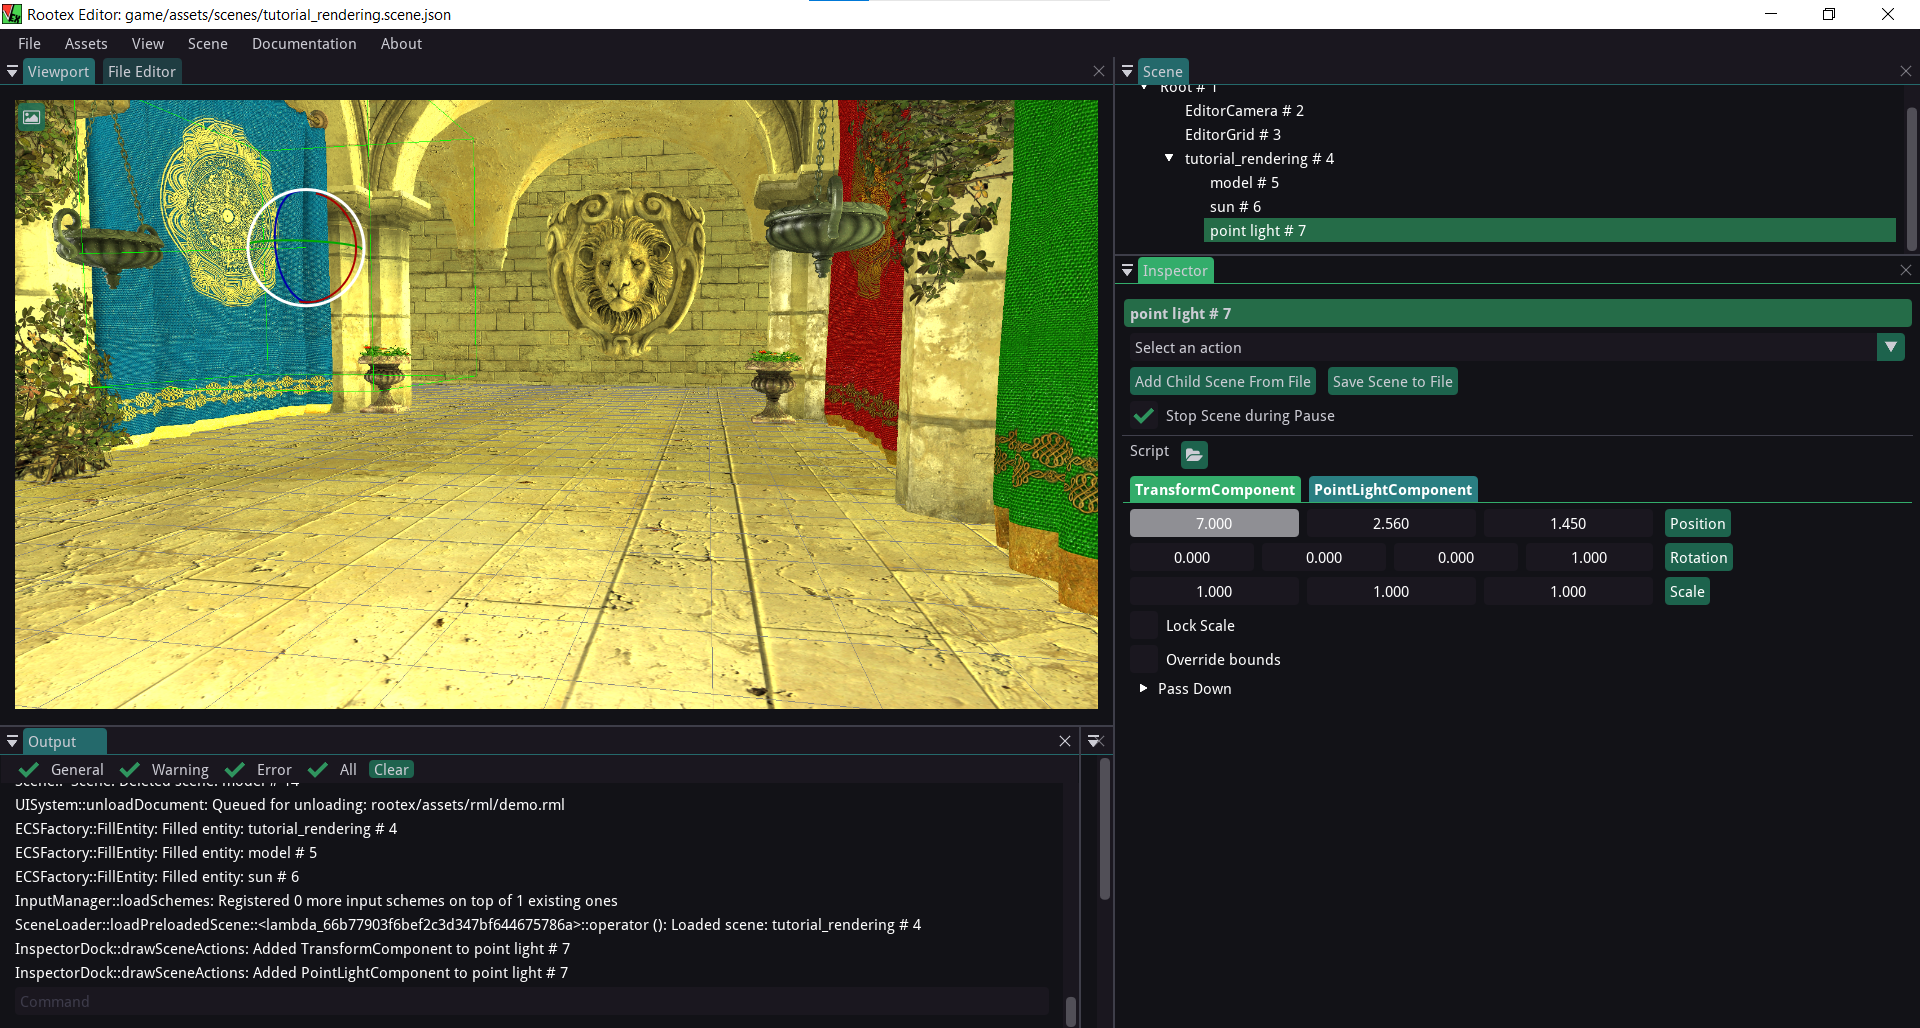 Rootex Editor: game/assets/scenes/tutorial_rendering.scene.json
File Assets View Scene Documentation About
Viewport File Editor
Scene
Root # 1
EditorCamera # 2
EditorGrid # 3
tutorial_rendering # 4
model # 5
sun # 6
point light # 7
Inspector
point light # 7
Select an action
Add Child Scene From File Save Scene to File
Stop Scene during Pause
Script
TransformComponent PointLightComponent
7.000 2.560 1.450 Position
0.000 0.000 0.000 1.000 Rotation
1.000 1.000 1.000 Scale
Lock Scale
Override bounds
Pass Down
Output
General Warning Error All Clear
Scene::~Scene: Deleted scene: model # 14
UISystem::unloadDocument: Queued for unloading: rootex/assets/rml/demo.rml
ECSFactory::FillEntity: Filled entity: tutorial_rendering # 4
ECSFactory::FillEntity: Filled entity: model # 5
ECSFactory::FillEntity: Filled entity: sun # 6
InputManager::loadSchemes: Registered 0 more input schemes on top of 1 existing ones
SceneLoader::loadPreloadedScene::<lambda_66b77903f6bef2c3d347bf644675786a>::operator (): Loaded scene: tutorial_rendering # 4
InspectorDock::drawSceneActions: Added TransformComponent to point light # 7
InspectorDock::drawSceneActions: Added PointLightComponent to point light # 7
Command